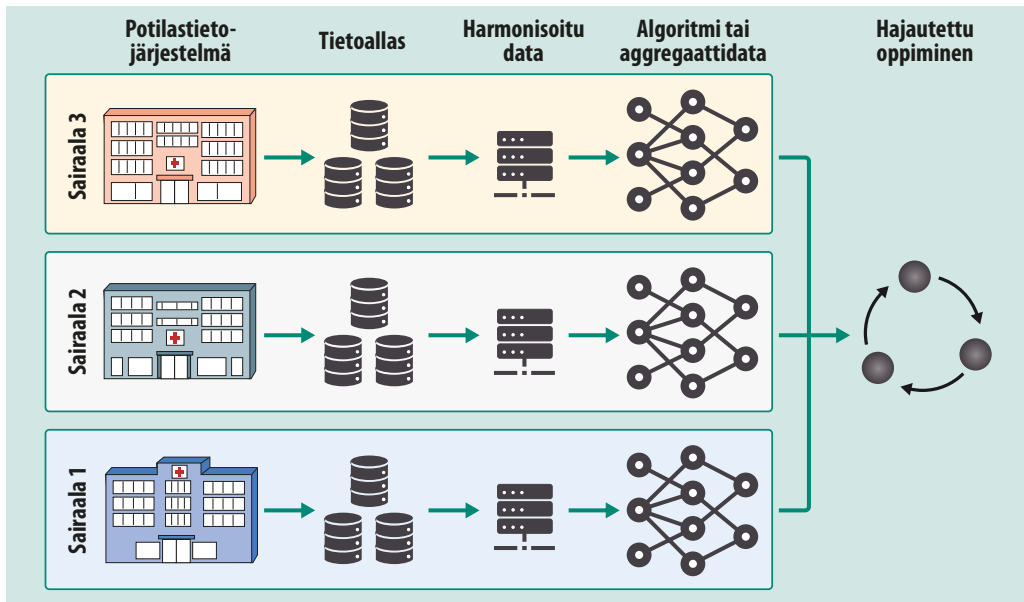 Potilastieto-
järjestelmä
Tietoallas
Harmonisoitu
data
Algoritmi tai
aggregaattidata
Hajautettu
oppiminen
Sairaala 3
Sairaala 2
Sairaala 1